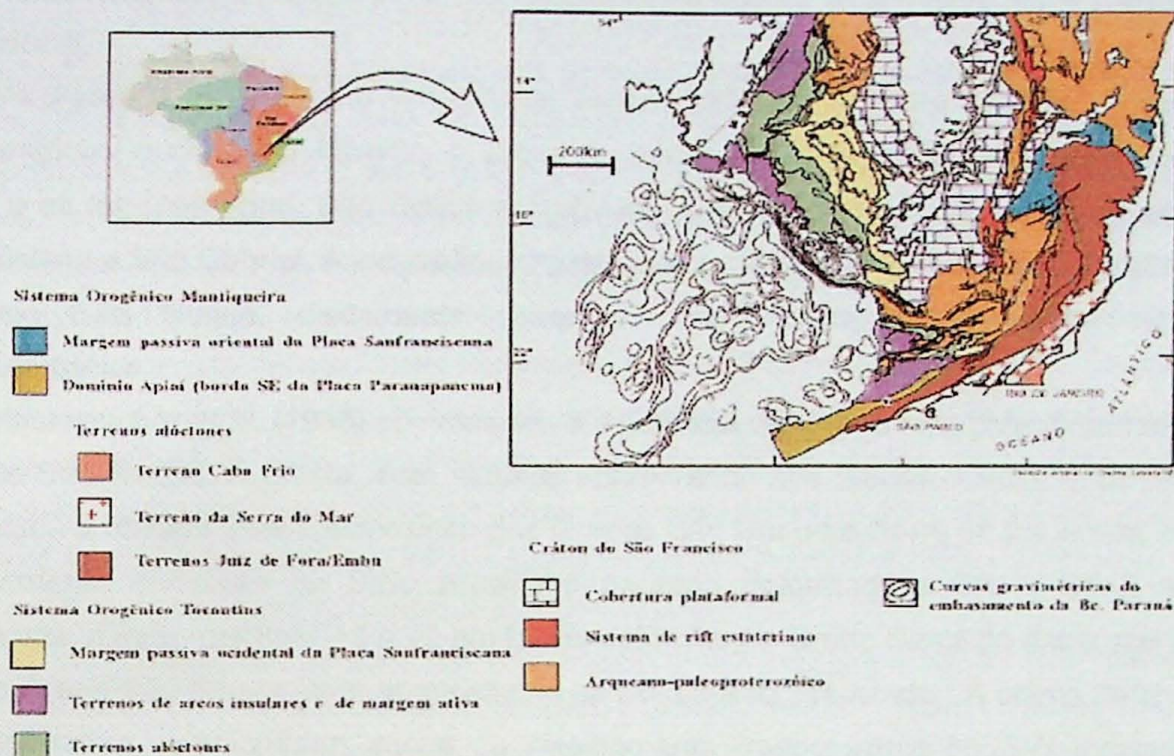 54°
14°
200km
RIO DE JANEIRO
SÃO PAULO
OCEANO
ATLÂNTICO
Sistema Orogênico Mantiqueira
Margem passiva oriental da Placa Sanfranciscana
Domínio Apiaí (borda SE da Placa Paranapanema)
Terrenos alóctones
Terreno Cabo Frio
Terreno da Serra do Mar
Terrenos Juiz de Fora/Embu
Sistema Orogênico Tocantins
Margem passiva ocidental da Placa Sanfranciscana
Terrenos de arcos insulares e de margem ativa
Terrenos alóctones
Cráton do São Francisco
Cobertura plataformal
Sistema de rift estateriano
Arqueano-paleoproterozóico
Curvas gravimétricas do
embasamento da Bc. Paraná